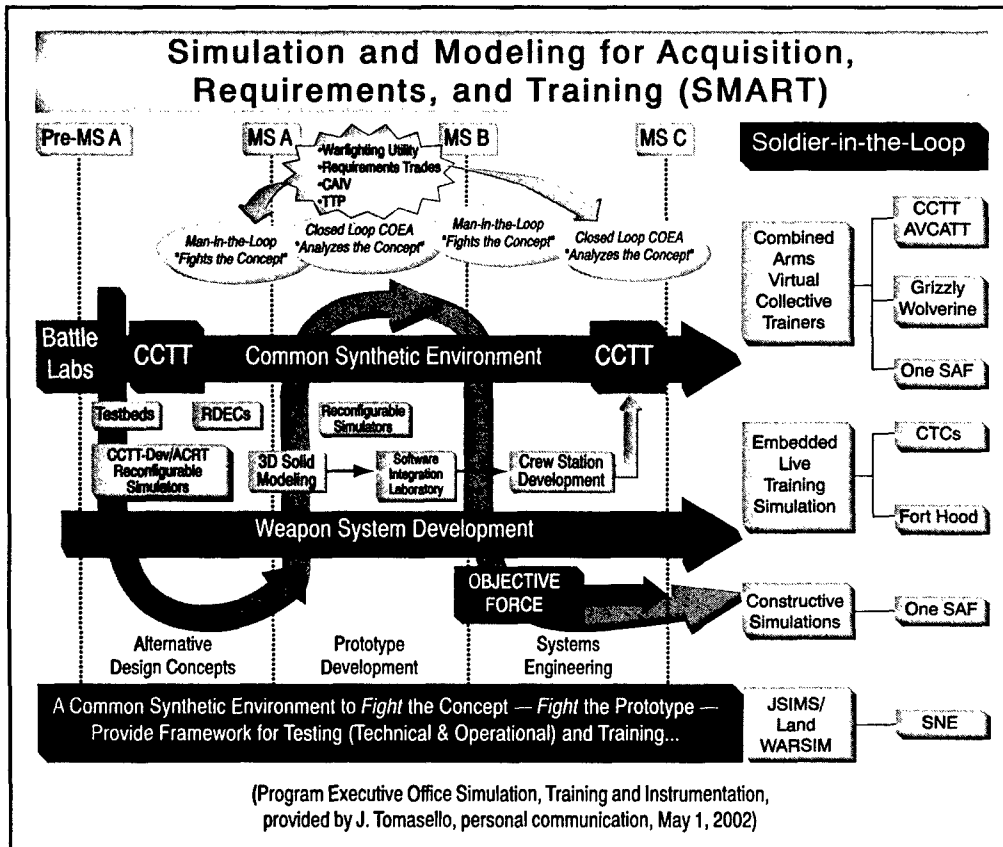 Simulation and Modeling for Acquisition,
Requirements, and Training (SMART)
Pre-MS A
MS A
•Warfighting Utility
•Requirements Trades
•CAIV
•TTP
MS B
MS C
Soldier-in-the-Loop
Man-in-the-Loop
"Fights the Concept"
Closed Loop COEA
"Analyzes the Concept"
Man-in-the-Loop
"Fights the Concept"
Closed Loop COEA
"Analyzes the Concept"
Combined
Arms
Virtual
Collective
Trainers
CCTT
AVCATT
Grizzly
Wolverine
One SAF
Battle
Labs
CCTT
Common Synthetic Environment
CCTT
Testbeds
RDECs
Reconfigurable
Simulators
CCTT-Dev/ACRT
Reconfigurable
Simulators
3D Solid
Modeling
Software
Integration
Laboratory
Crew Station
Development
Embedded
Live
Training
Simulation
CTCs
Fort Hood
Weapon System Development
OBJECTIVE
FORCE
Constructive
Simulations
One SAF
Alternative
Design Concepts
Prototype
Development
Systems
Engineering
A Common Synthetic Environment to Fight the Concept — Fight the Prototype —
Provide Framework for Testing (Technical & Operational) and Training...
JSIMS/
Land
WARSIM
SNE
(Program Executive Office Simulation, Training and Instrumentation,
provided by J. Tomasello, personal communication, May 1, 2002)